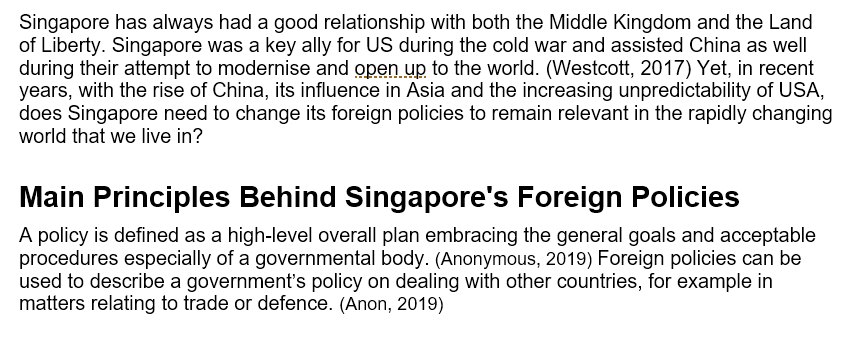 Singapore has always had a good relationship with both the Middle Kingdom and the Land
of Liberty. Singapore was a key ally for US during the cold war and assisted China as well
during their attempt to modernise and open up to the world. (Westcott, 2017) Yet, in recent
years, with the rise of China, its influence in Asia and the increasing unpredictability of USA,
does Singapore need to change its foreign policies to remain relevant in the rapidly changing
world that we live in?
Main Principles Behind Singapore's Foreign Policies
A policy is defined as a high-level overall plan embracing the general goals and acceptable
procedures especially of a governmental body. (Anonymous, 2019) Foreign policies can be
used to describe a government’s policy on dealing with other countries, for example in
matters relating to trade or defence. (Anon, 2019)